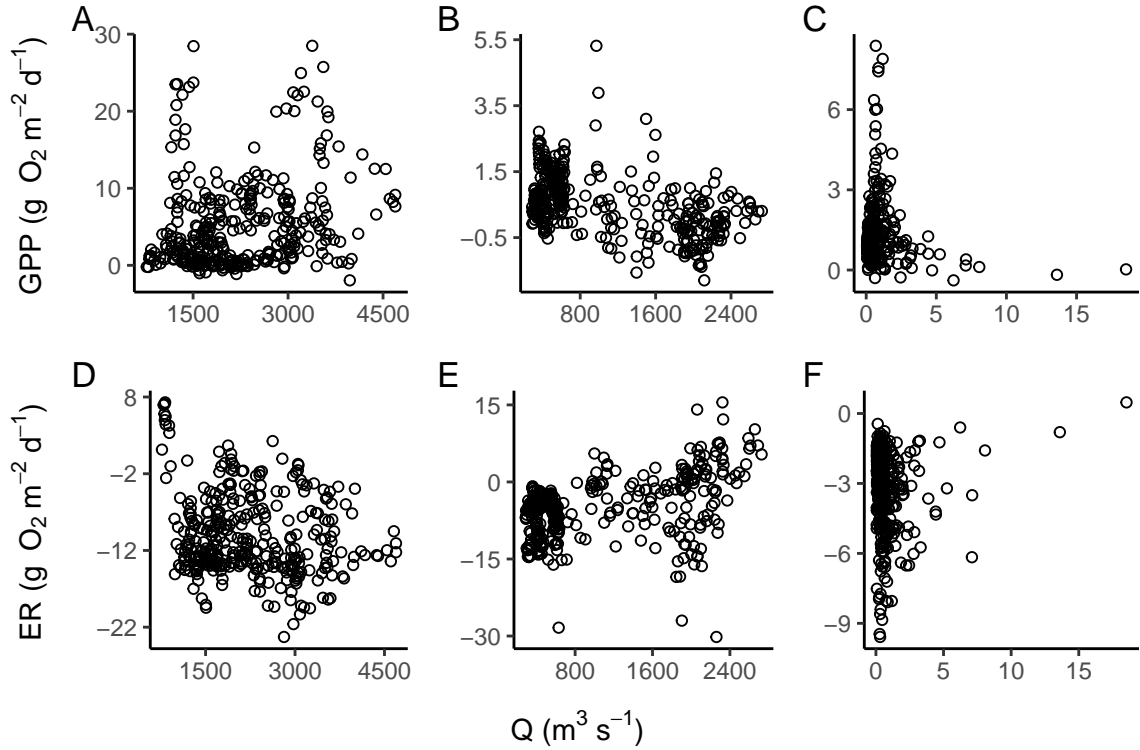 A B C
GPP (g O₂ m⁻² d⁻¹)
30 20 10 0
1500 3000 4500
5.5 3.5 1.5 −0.5
800 1600 2400
6 3 0
0 5 10 15
D E F
ER (g O₂ m⁻² d⁻¹)
8 −2 −12 −22
1500 3000 4500
15 0 −15 −30
800 1600 2400
0 −3 −6 −9
0 5 10 15
Q (m³ s⁻¹)